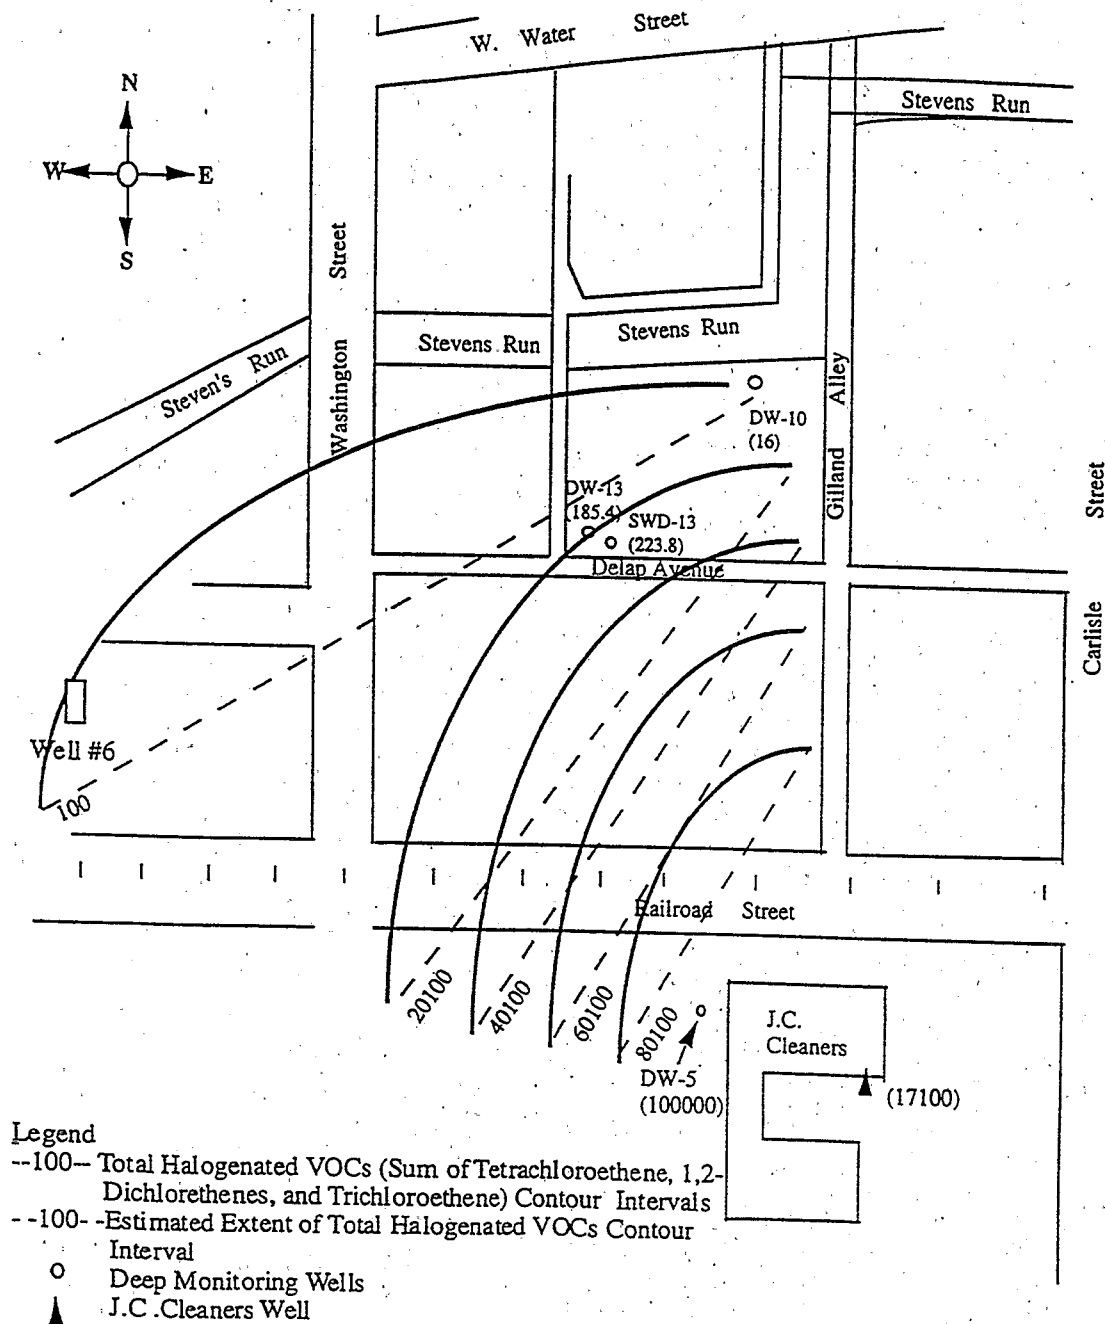 W. Water Street
N
Stevens Run
W E
S
Washington Street
Steven's Run
Stevens Run
Stevens Run
Gilland Alley
DW-10
(16)
Carlisle Street
DW-13
(185.4)
SWD-13
(223.8)
Delap Avenue
Well #6
100
Railroad Street
20100
40100
60100
80100
J.C.
Cleaners
DW-5
(100000)
(17100)
Legend
--100-- Total Halogenated VOCs (Sum of Tetrachloroethene, 1,2-
Dichlorethenes, and Trichloroethene) Contour Intervals
--100--Estimated Extent of Total Halogenated VOCs Contour
Interval
Deep Monitoring Wells
J.C.Cleaners Well